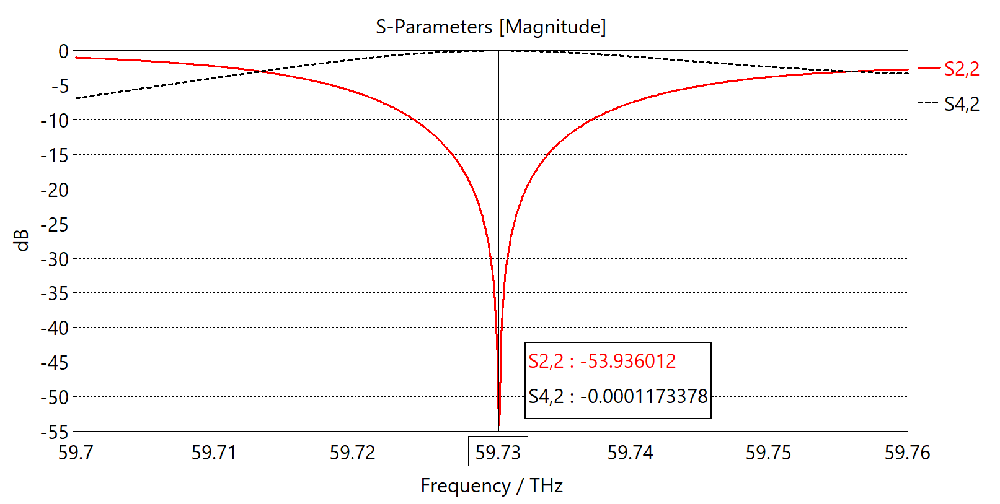 S-Parameters [Magnitude]
0
-5
-10
-15
-20
-25
-30
-35
-40
-45
-50
-55
dB
59.7
59.71
59.72
59.73
59.74
59.75
59.76
Frequency / THz
S2,2
S4,2
S2,2 : -53.936012
S4,2 : -0.0001173378